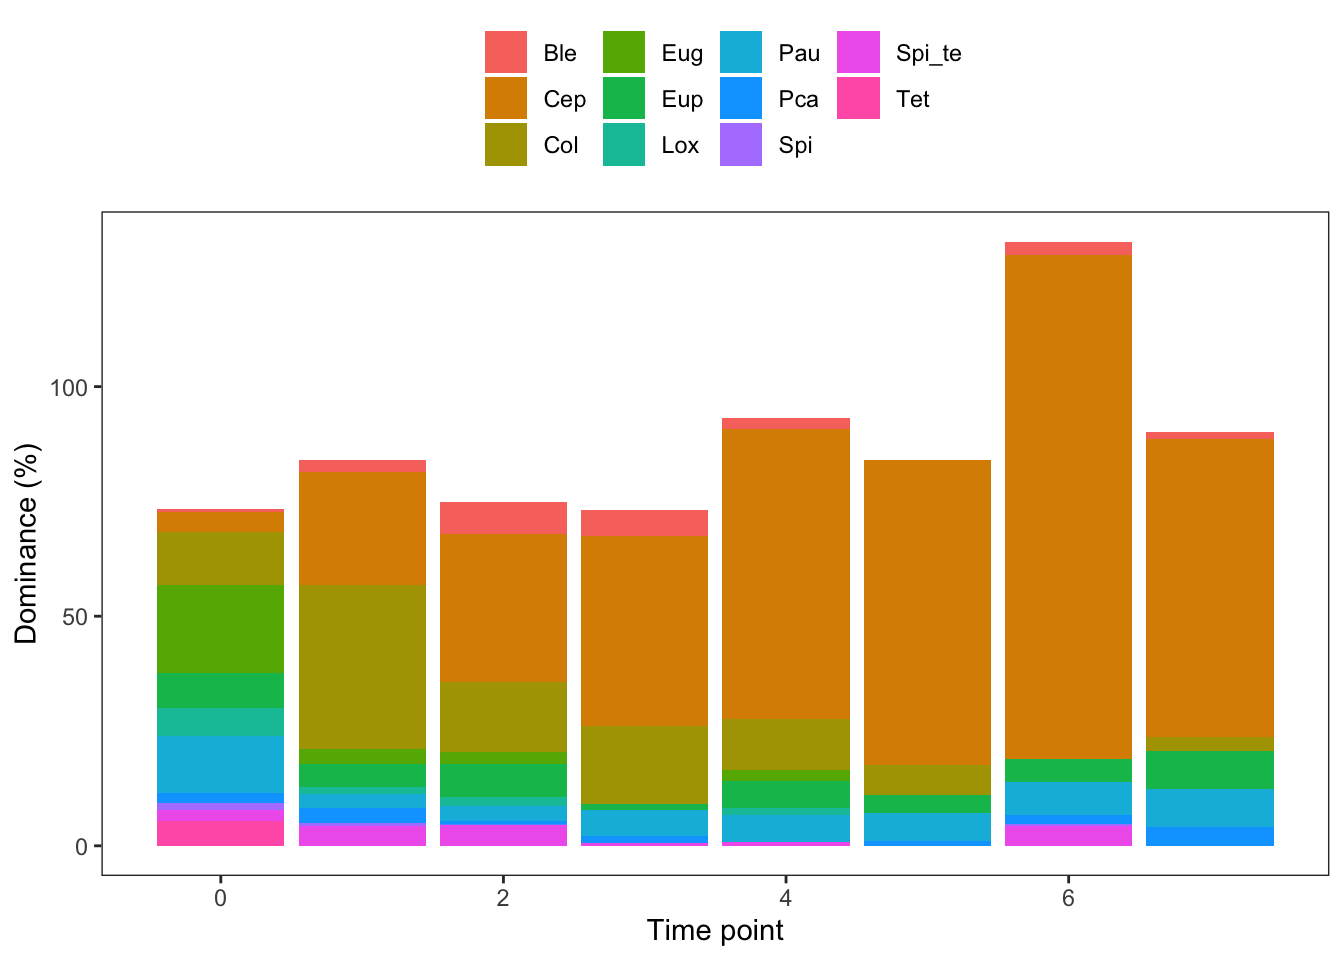 Ble Eug Pau Spi_te
Cep Eup Pca Tet
Col Lox Spi
Dominance (%)
100
50
0
0 2 4 6
Time point